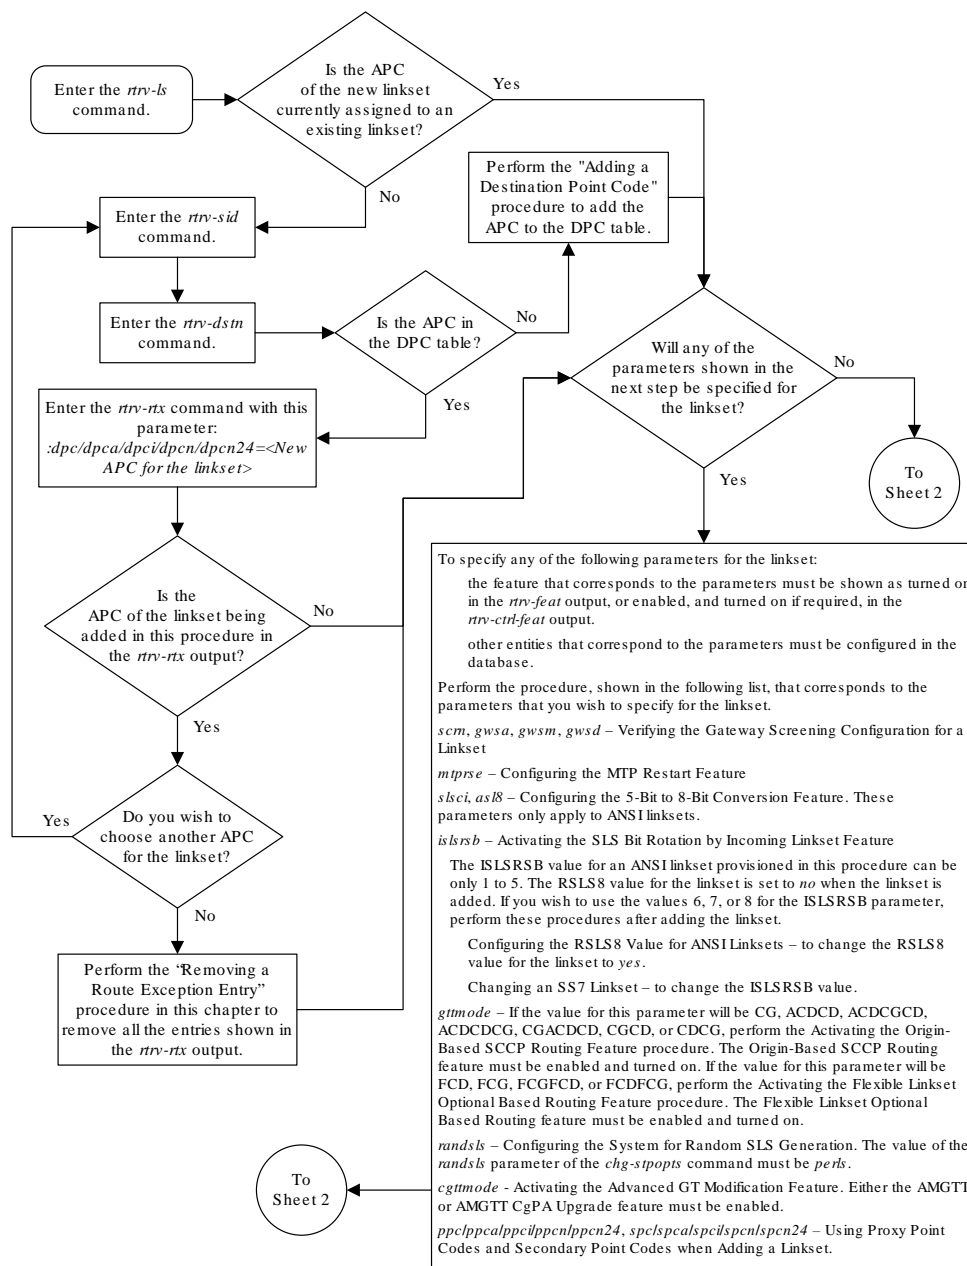 Enter the rtrv-ls
command.
Is the APC
of the new linkset
currently assigned to an
existing linkset?
Yes
No
Enter the rtrv-sid
command.
Perform the "Adding a
Destination Point Code"
procedure to add the
APC to the DPC table.
Enter the rtrv-dstn
command.
Is the APC in
the DPC table?
No
Yes
Will any of the
parameters shown in the
next step be specified for
the linkset?
No
Yes
To
Sheet 2
Enter the rtrv-rtx command with this
parameter:
:dpc/dpca/dpci/dpcn/dpcn24=<New
APC for the linkset>
Is the
APC of the linkset being
added in this procedure in
the rtrv-rtx output?
No
Yes
Do you wish to
choose another APC
for the linkset?
Yes
No
Perform the “Removing a
Route Exception Entry”
procedure in this chapter to
remove all the entries shown in
the rtrv-rtx output.
To specify any of the following parameters for the linkset:
the feature that corresponds to the parameters must be shown as turned on
in the rtrv-feat output, or enabled, and turned on if required, in the
rtrv-ctrl-feat output.
other entities that correspond to the parameters must be configured in the
database.
Perform the procedure, shown in the following list, that corresponds to the
parameters that you wish to specify for the linkset.
scrn, gwsa, gwsm, gwsd – Verifying the Gateway Screening Configuration for a
Linkset
mtprse – Configuring the MTP Restart Feature
slsci, asl8 – Configuring the 5-Bit to 8-Bit Conversion Feature. These
parameters only apply to ANSI linksets.
islsrsb – Activating the SLS Bit Rotation by Incoming Linkset Feature
The ISLSRSB value for an ANSI linkset provisioned in this procedure can be
only 1 to 5. The RSLS8 value for the linkset is set to no when the linkset is
added. If you wish to use the values 6, 7, or 8 for the ISLSRSB parameter,
perform these procedures after adding the linkset.
Configuring the RSLS8 Value for ANSI Linksets – to change the RSLS8
value for the linkset to yes.
Changing an SS7 Linkset – to change the ISLSRSB value.
gttmode – If the value for this parameter will be CG, ACDCD, ACDCGCD,
ACDCDCG, CGACDCD, CGCD, or CDCG, perform the Activating the Origin-
Based SCCP Routing Feature procedure. The Origin-Based SCCP Routing
feature must be enabled and turned on. If the value for this parameter will be
FCD, FCG, FCGFCD, or FCDFCG, perform the Activating the Flexible Linkset
Optional Based Routing Feature procedure. The Flexible Linkset Optional
Based Routing feature must be enabled and turned on.
randsls – Configuring the System for Random SLS Generation. The value of the
randsls parameter of the chg-stpopts command must be perls.
cgttmode - Activating the Advanced GT Modification Feature. Either the AMGTT
or AMGTT CgPA Upgrade feature must be enabled.
ppc/ppca/ppci/ppcn/ppcn24, spc/spca/spci/spcn/spcn24 – Using Proxy Point
Codes and Secondary Point Codes when Adding a Linkset.
To
Sheet 2